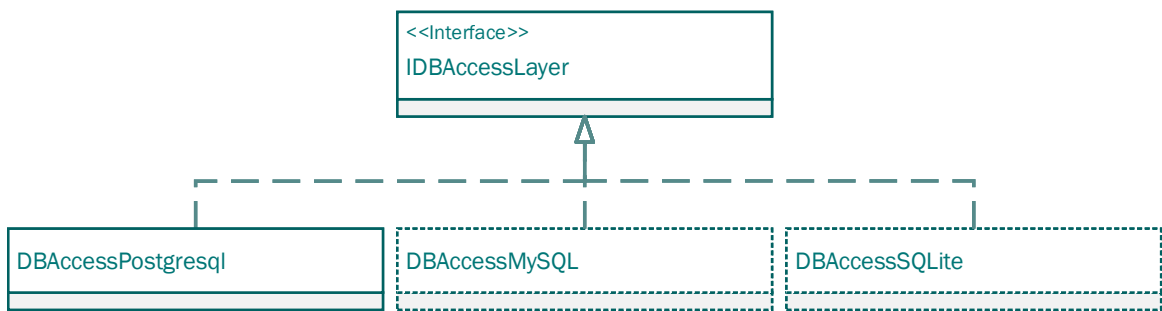 <<Interface>>
IDBAccessLayer
DBAccessPostgresql
DBAccessMySQL
DBAccessSQLite